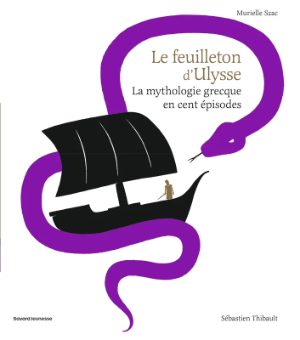 Murielle Szac
Le feuilleton
d'Ulysse
La mythologie grecque
en cent épisodes
Bayard Jeunesse
Sébastien Thibault